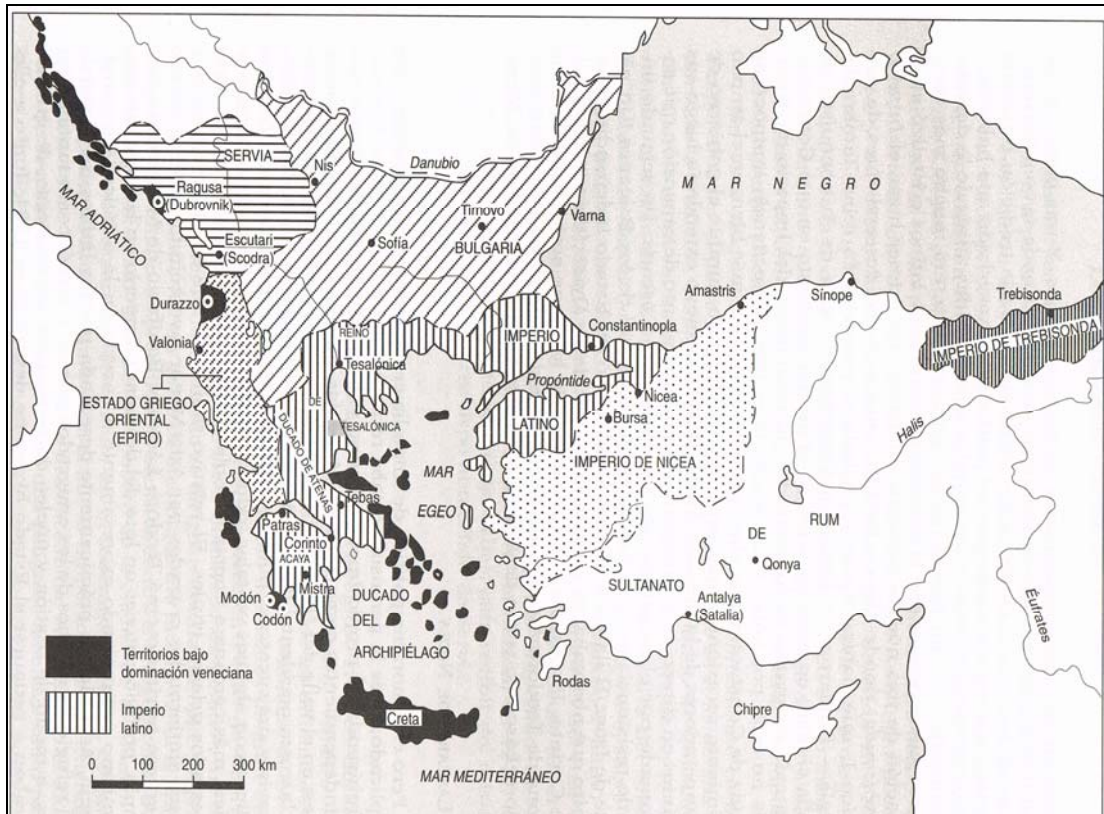 SERVIA
Ragusa
(Dubrovnik)
MAR ADRIÁTICO
Escutari
(Scodra)
Durazzo
Valonia
ESTADO GRIEGO
ORIENTAL
(EPIRO)
Nis
Danubio
Tirnovo
BULGARIA
Sofía
Varna
MAR NEGRO
Amastris
Sínope
Trebisonda
IMPERIO DE TREBISONDA
REINO
DE
TESALÓNICA
Tesalónica
IMPERIO
LATINO
Constantinopla
Propóntide
Nicea
Bursa
IMPERIO DE NICEA
Halis
DUCADO DE ATENAS
MAR
EGEO
Tebas
Patras
Corinto
ACAYA
Mistra
Modón
Codón
DUCADO
DEL
ARCHIPIÉLAGO
SULTANATO
DE
RUM
Qonya
Antalya
(Satalia)
Éufrates
Rodas
Chipre
Creta
MAR MEDITERRÁNEO
Territorios bajo
dominación veneciana
Imperio
latino
0 100 200 300 km